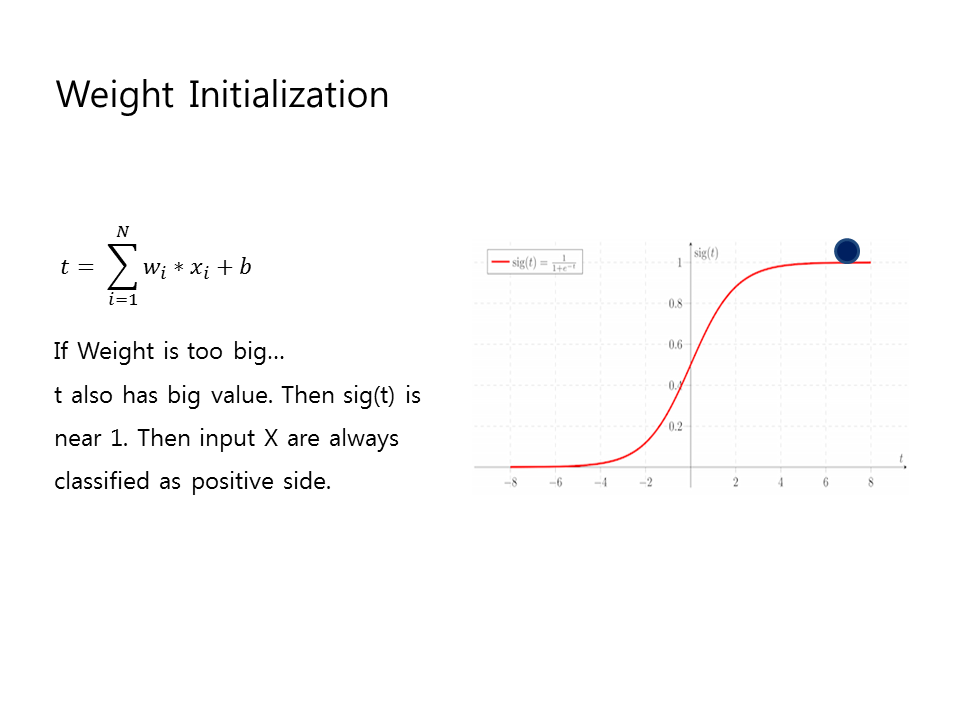 Weight Initialization
t = \sum_{i=1}^{N} w_i * x_i + b
If Weight is too big...
t also has big value. Then sig(t) is
near 1. Then input X are always
classified as positive side.
sig(t) = \frac{1}{1+e^{-t}}
sig(t)
1
0.8
0.6
0.4
0.2
t
−8 −6 −4 −2 2 4 6 8